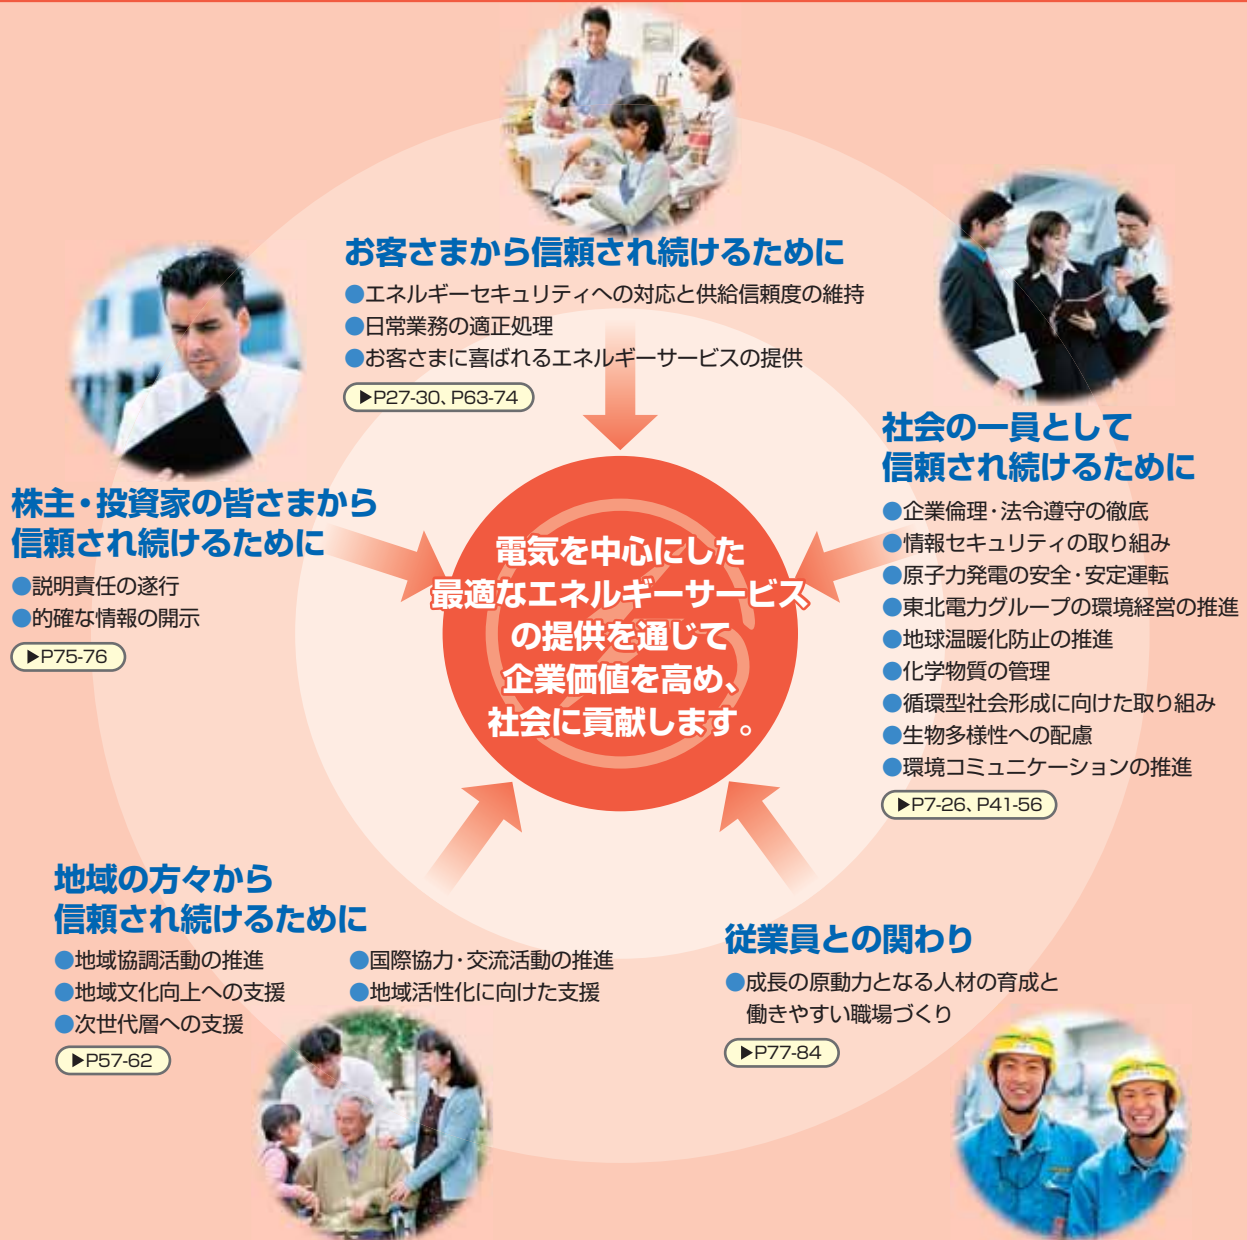 お客さまから信頼され続けるために
●エネルギーセキュリティへの対応と供給信頼度の維持
●日常業務の適正処理
●お客さまに喜ばれるエネルギーサービスの提供
▶P27-30、P63-74
株主・投資家の皆さまから
信頼され続けるために
●説明責任の遂行
●的確な情報の開示
▶P75-76
社会の一員として
信頼され続けるために
●企業倫理・法令遵守の徹底
●情報セキュリティの取り組み
●原子力発電の安全・安定運転
●東北電力グループの環境経営の推進
●地球温暖化防止の推進
●化学物質の管理
●循環型社会形成に向けた取り組み
●生物多様性への配慮
●環境コミュニケーションの推進
▶P7-26、P41-56
電気を中心にした
最適なエネルギーサービス
の提供を通じて
企業価値を高め、
社会に貢献します。
地域の方々から
信頼され続けるために
●地域協調活動の推進
●地域文化向上への支援
●次世代層への支援
●国際協力・交流活動の推進
●地域活性化に向けた支援
▶P57-62
従業員との関わり
●成長の原動力となる人材の育成と
働きやすい職場づくり
▶P77-84